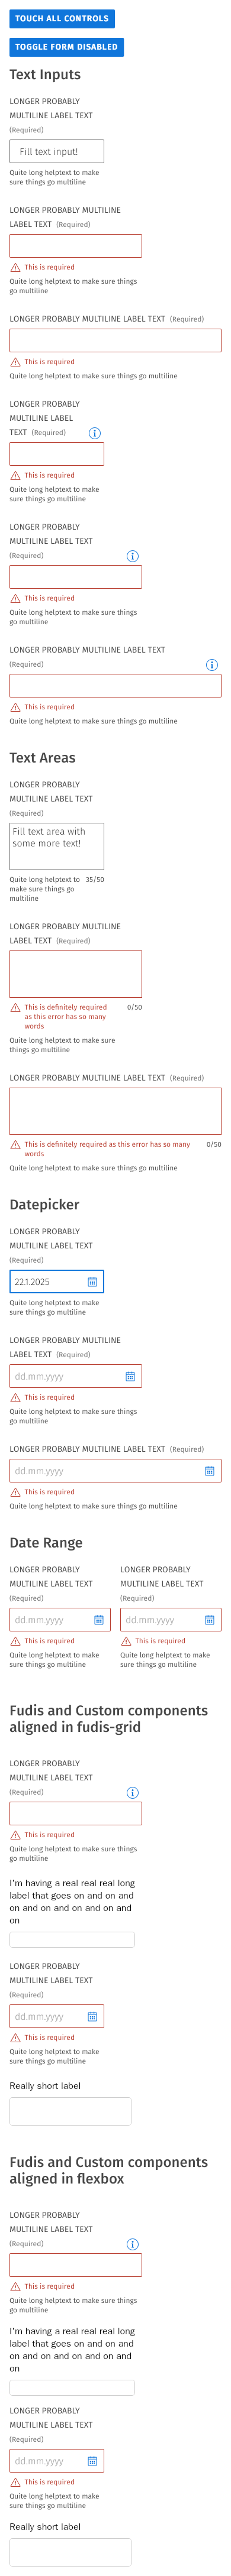 TOUCH ALL CONTROLS
TOGGLE FORM DISABLED
Text Inputs
LONGER PROBABLY
MULTILINE LABEL TEXT
(Required)
Fill text input!
Quite long helptext to make
sure things go multiline
LONGER PROBABLY MULTILINE
LABEL TEXT (Required)
This is required
Quite long helptext to make sure things
go multiline
LONGER PROBABLY MULTILINE LABEL TEXT (Required)
This is required
Quite long helptext to make sure things go multiline
LONGER PROBABLY
MULTILINE LABEL
TEXT (Required)
This is required
Quite long helptext to make
sure things go multiline
LONGER PROBABLY
MULTILINE LABEL TEXT
(Required)
This is required
Quite long helptext to make sure things
go multiline
LONGER PROBABLY MULTILINE LABEL TEXT
(Required)
This is required
Quite long helptext to make sure things go multiline
Text Areas
LONGER PROBABLY
MULTILINE LABEL TEXT
(Required)
Fill text area with
some more text!
Quite long helptext to 35/50
make sure things go
multiline
LONGER PROBABLY MULTILINE
LABEL TEXT (Required)
This is definitely required 0/50
as this error has so many
words
Quite long helptext to make sure
things go multiline
LONGER PROBABLY MULTILINE LABEL TEXT (Required)
This is definitely required as this error has so many 0/50
words
Quite long helptext to make sure things go multiline
Datepicker
LONGER PROBABLY
MULTILINE LABEL TEXT
(Required)
22.1.2025
Quite long helptext to make
sure things go multiline
LONGER PROBABLY MULTILINE
LABEL TEXT (Required)
dd.mm.yyyy
This is required
Quite long helptext to make sure things
go multiline
LONGER PROBABLY MULTILINE LABEL TEXT (Required)
dd.mm.yyyy
This is required
Quite long helptext to make sure things go multiline
Date Range
LONGER PROBABLY
MULTILINE LABEL TEXT
(Required)
dd.mm.yyyy
This is required
Quite long helptext to make
sure things go multiline
LONGER PROBABLY
MULTILINE LABEL TEXT
(Required)
dd.mm.yyyy
This is required
Quite long helptext to make
sure things go multiline
Fudis and Custom components
aligned in fudis-grid
LONGER PROBABLY
MULTILINE LABEL TEXT
(Required)
This is required
Quite long helptext to make sure things
go multiline
I'm having a real real real long
label that goes on and on and
on and on and on and on and
on
LONGER PROBABLY
MULTILINE LABEL TEXT
(Required)
dd.mm.yyyy
This is required
Quite long helptext to make
sure things go multiline
Really short label
Fudis and Custom components
aligned in flexbox
LONGER PROBABLY
MULTILINE LABEL TEXT
(Required)
This is required
Quite long helptext to make sure things
go multiline
I'm having a real real real long
label that goes on and on and
on and on and on and on and
on
LONGER PROBABLY
MULTILINE LABEL TEXT
(Required)
dd.mm.yyyy
This is required
Quite long helptext to make
sure things go multiline
Really short label